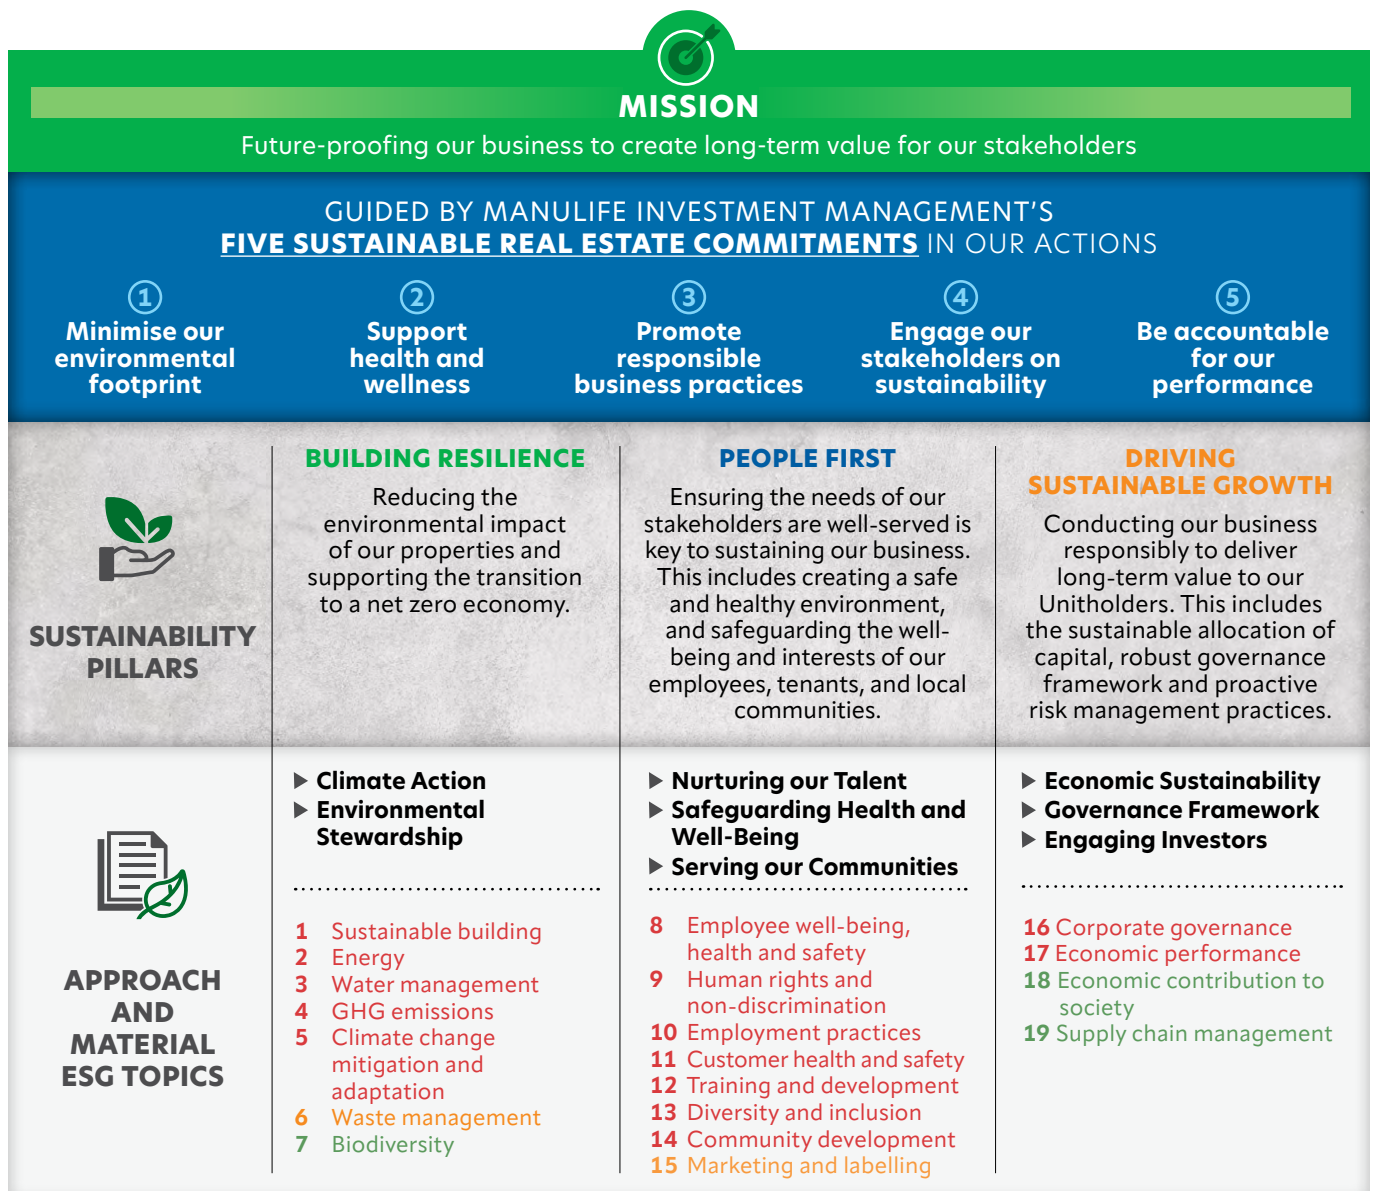 MISSION
Future-proofing our business to create long-term value for our stakeholders
GUIDED BY MANULIFE INVESTMENT MANAGEMENT'S
FIVE SUSTAINABLE REAL ESTATE COMMITMENTS IN OUR ACTIONS
1
Minimise our
environmental
footprint
2
Support
health and
wellness
3
Promote
responsible
business practices
4
Engage our
stakeholders on
sustainability
5
Be accountable
for our
performance
SUSTAINABILITY
PILLARS
BUILDING RESILIENCE
Reducing the
environmental impact
of our properties and
supporting the transition
to a net zero economy.
PEOPLE FIRST
Ensuring the needs of our
stakeholders are well-served is
key to sustaining our business.
This includes creating a safe
and healthy environment,
and safeguarding the well-
being and interests of our
employees, tenants, and local
communities.
DRIVING
SUSTAINABLE GROWTH
Conducting our business
responsibly to deliver
long-term value to our
Unitholders. This includes
the sustainable allocation of
capital, robust governance
framework and proactive
risk management practices.
APPROACH
AND
MATERIAL
ESG TOPICS
▶ Climate Action
▶ Environmental
Stewardship
1 Sustainable building
2 Energy
3 Water management
4 GHG emissions
5 Climate change
mitigation and
adaptation
6 Waste management
7 Biodiversity
▶ Nurturing our Talent
▶ Safeguarding Health and
Well-Being
▶ Serving our Communities
8 Employee well-being,
health and safety
9 Human rights and
non-discrimination
10 Employment practices
11 Customer health and safety
12 Training and development
13 Diversity and inclusion
14 Community development
15 Marketing and labelling
▶ Economic Sustainability
▶ Governance Framework
▶ Engaging Investors
16 Corporate governance
17 Economic performance
18 Economic contribution to
society
19 Supply chain management